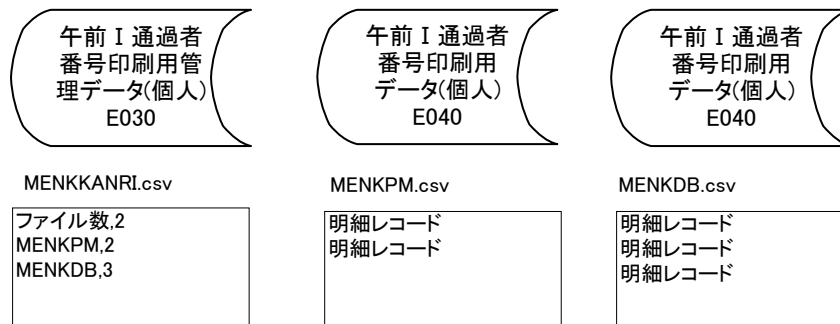 午前Ⅰ通過者
番号印刷用管
理データ(個人)
E030
午前Ⅰ通過者
番号印刷用
データ(個人)
E040
午前Ⅰ通過者
番号印刷用
データ(個人)
E040
MENKKANRI.csv
MENKPM.csv
MENKDB.csv
ファイル数,2
MENKPM,2
MENKDB,3
明細レコード
明細レコード
明細レコード
明細レコード
明細レコード